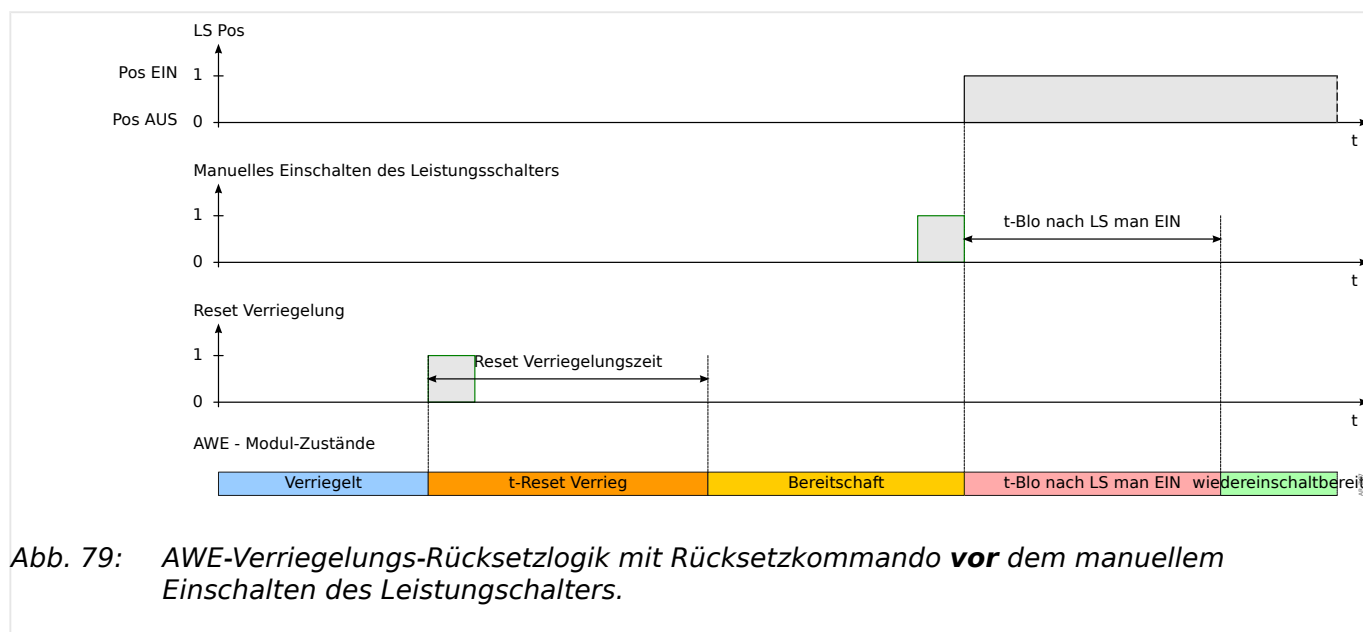 LS Pos
Pos EIN 1
Pos AUS 0
t
Manuelles Einschalten des Leistungsschalters
1
t-Blo nach LS man EIN
0
t
Reset Verriegelung
1
Reset Verriegelungszeit
0
t
AWE - Modul-Zustände
Verriegelt t-Reset Verrieg Bereitschaft t-Blo nach LS man EIN wiedereinschaltbereit
Abb. 79: AWE-Verriegelungs-Rücksetzlogik mit Rücksetzkommando vor dem manuellem
Einschalten des Leistungschalters.